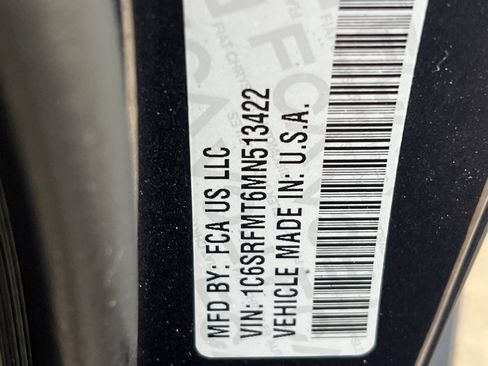 MFD BY: FCA US LLC
VIN: 1C6SRFMT6MN513422
VEHICLE MADE IN: U.S.A.